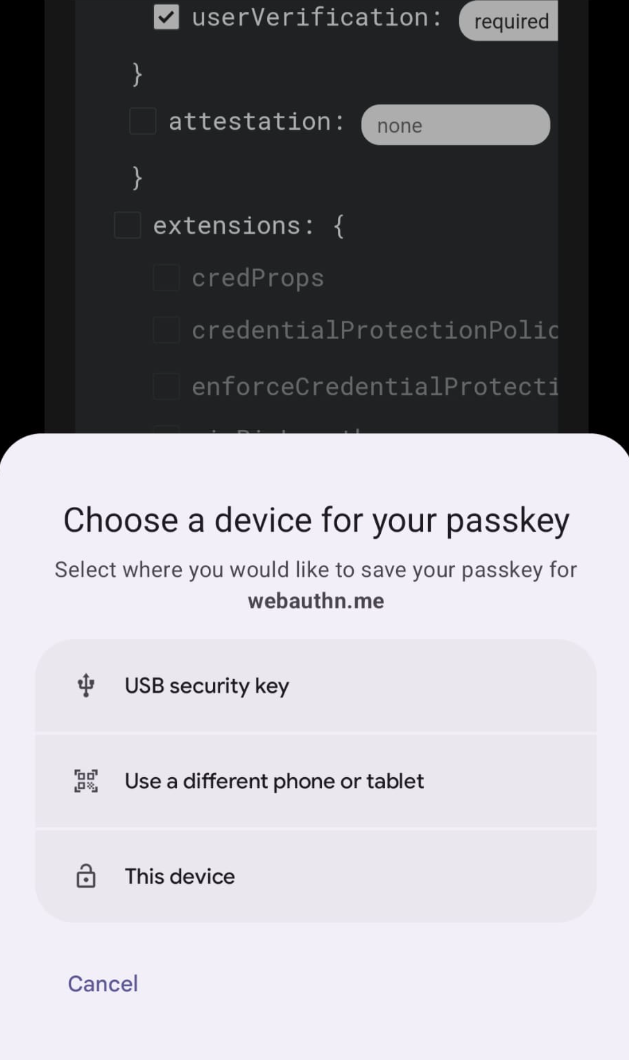 userVerification: required
}
attestation: none
}
extensions: {
credProps
credentialProtectionPolic
enforceCredentialProtecti
Choose a device for your passkey
Select where you would like to save your passkey for
webauthn.me
USB security key
Use a different phone or tablet
This device
Cancel